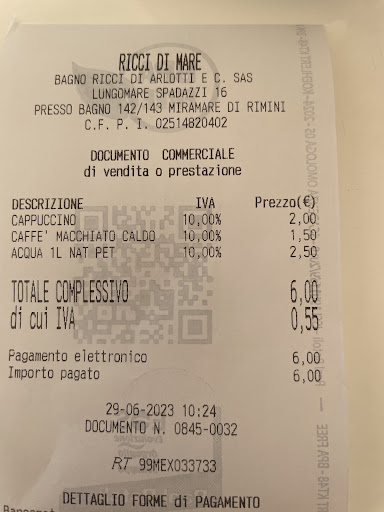 RICCI DI MARE
BAGNO RICCI DI ARLOTTI E C. SAS
LUNGOMARE SPADAZZI 16
PRESSO BAGNO 142/143 MIRAMARE DI RIMINI
C.F. P. I. 02514820402
DOCUMENTO COMMERCIALE
di vendita o prestazione
DESCRIZIONE IVA Prezzo(€)
CAPPUCCINO 10,00% 2,00
CAFFE' MACCHIATO CALDO 10,00% 1,50
ACQUA 1L NAT PET 10,00% 2,50
TOTALE COMPLESSIVO 6,00
di cui IVA 0,55
Pagamento elettronico 6,00
Importo pagato 6,00
29-06-2023 10:24
DOCUMENTO N. 0845-0032
RT 99MEX033733
DETTAGLIO FORME di PAGAMENTO